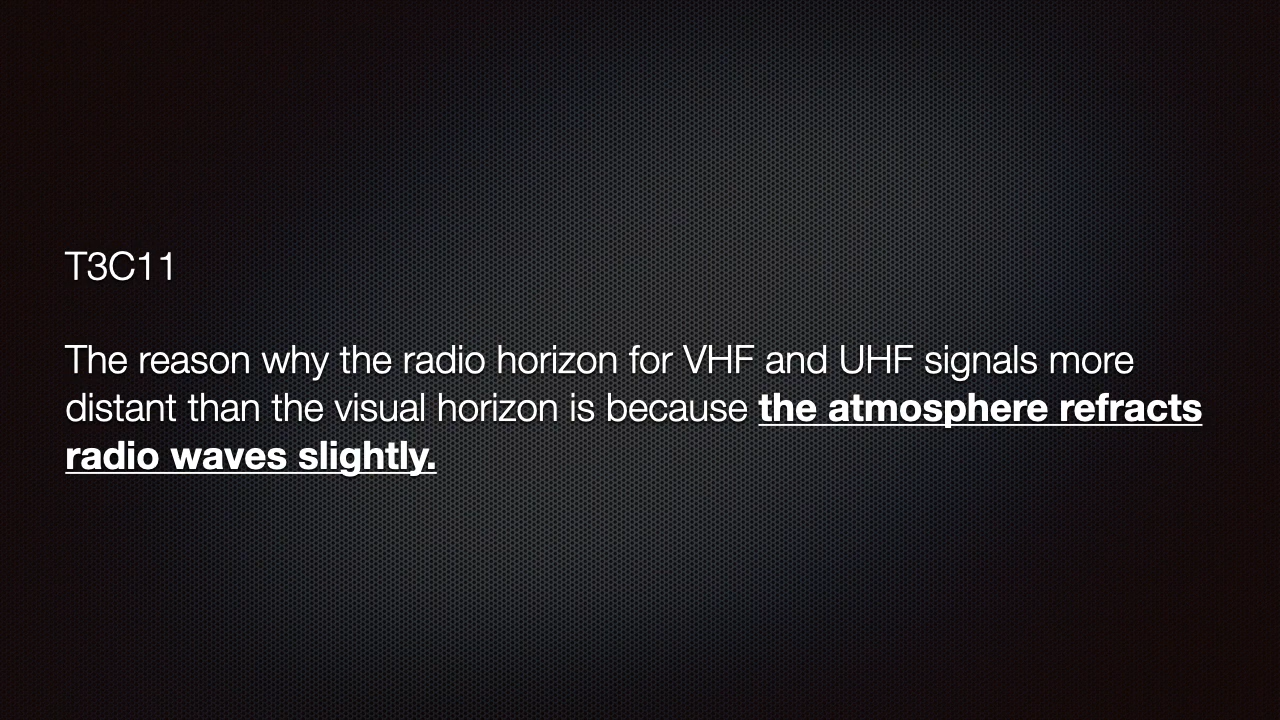 T3C11
The reason why the radio horizon for VHF and UHF signals more
distant than the visual horizon is because the atmosphere refracts
radio waves slightly.